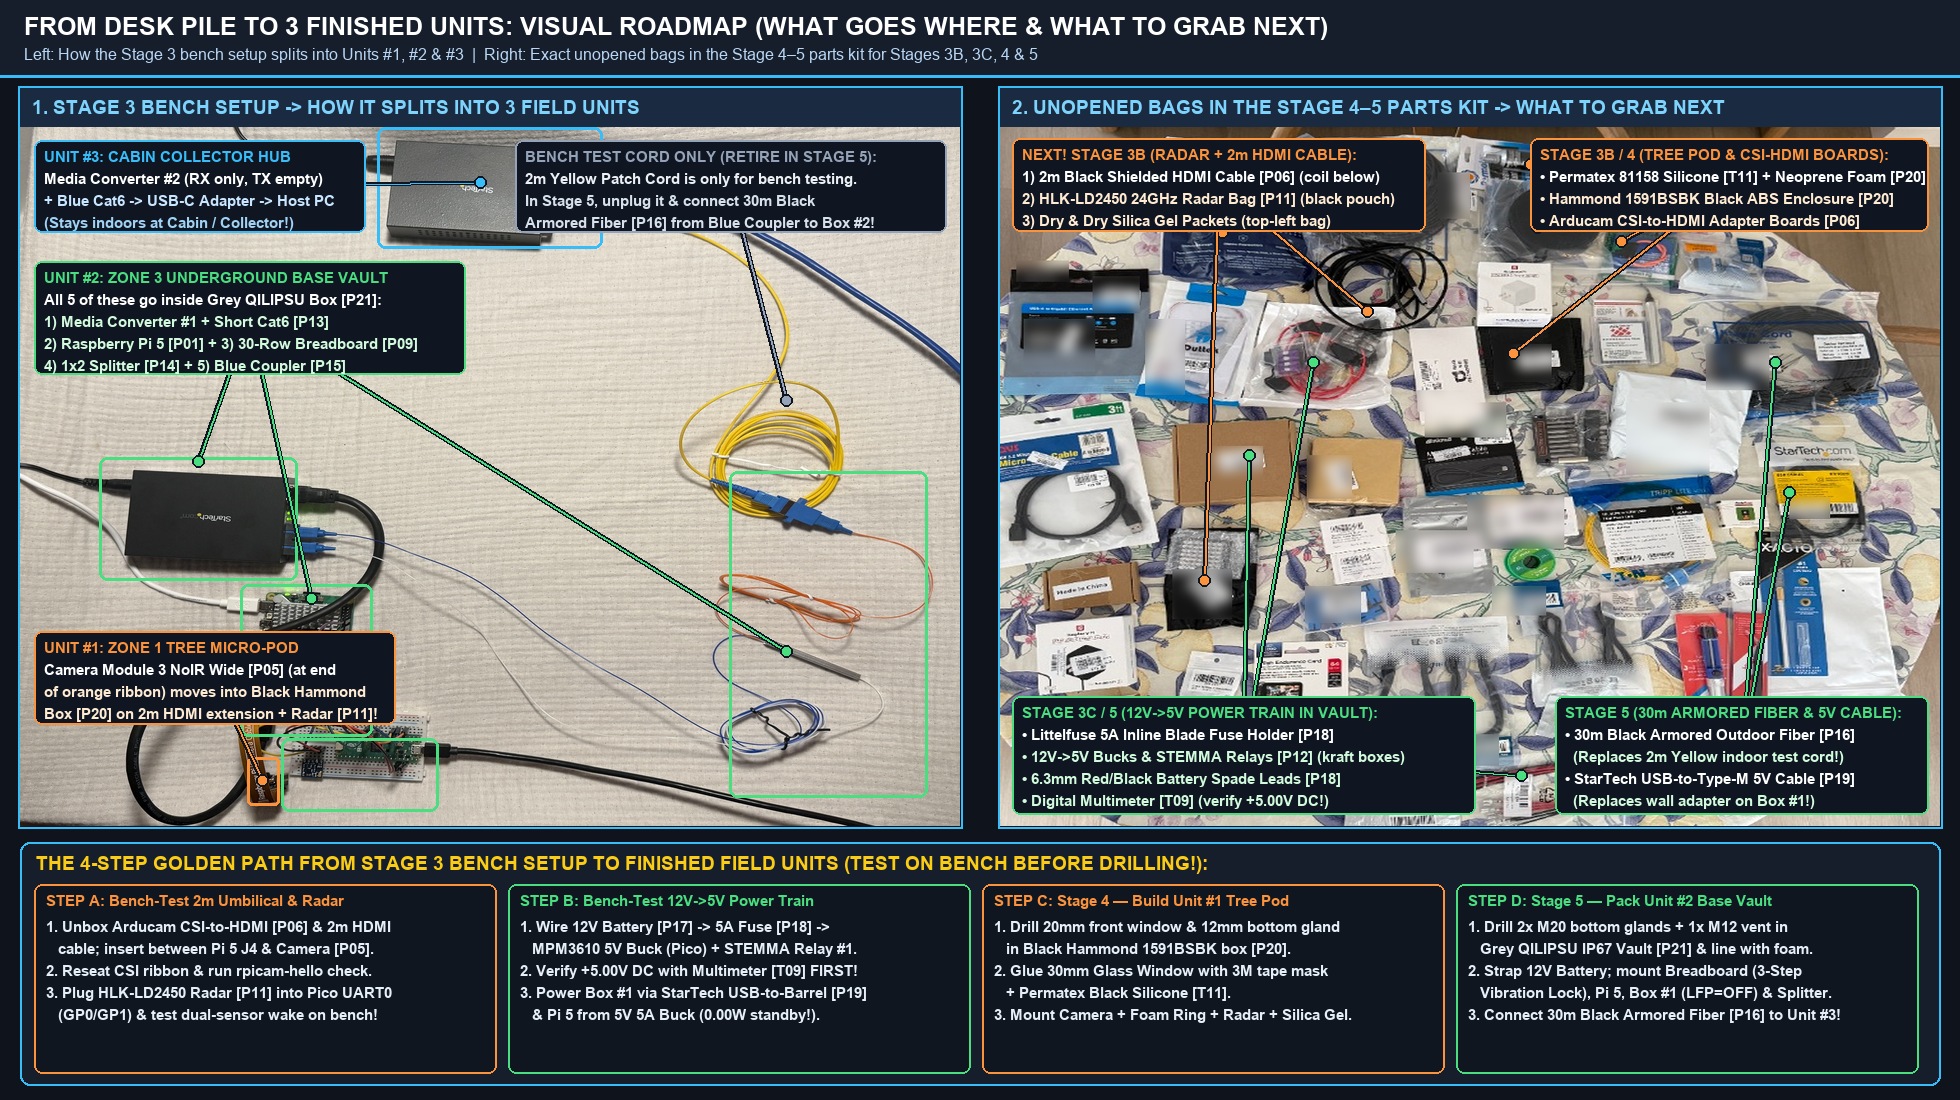 FROM DESK PILE TO 3 FINISHED UNITS: VISUAL ROADMAP (WHAT GOES WHERE & WHAT TO GRAB NEXT)
Left: How the Stage 3 bench setup splits into Units #1, #2 & #3 | Right: Exact unopened bags in the Stage 4–5 parts kit for Stages 3B, 3C, 4 & 5
1. STAGE 3 BENCH SETUP -> HOW IT SPLITS INTO 3 FIELD UNITS
UNIT #3: CABIN COLLECTOR HUB
Media Converter #2 (RX only, TX empty)
+ Blue Cat6 -> USB-C Adapter -> Host PC
(Stays indoors at Cabin / Collector!)
BENCH TEST CORD ONLY (RETIRE IN STAGE 5):
2m Yellow Patch Cord is only for bench testing.
In Stage 5, unplug it & connect 30m Black
Armored Fiber [P16] from Blue Coupler to Box #2!
UNIT #2: ZONE 3 UNDERGROUND BASE VAULT
All 5 of these go inside Grey QILIPSU Box [P21]:
1) Media Converter #1 + Short Cat6 [P13]
2) Raspberry Pi 5 [P01] + 3) 30-Row Breadboard [P09]
4) 1x2 Splitter [P14] + 5) Blue Coupler [P15]
StarTech.com
UNIT #1: ZONE 1 TREE MICRO-POD
Camera Module 3 NoIR Wide [P05] (at end
of orange ribbon) moves into Black Hammond
Box [P20] on 2m HDMI extension + Radar [P11]!
2. UNOPENED BAGS IN THE STAGE 4–5 PARTS KIT -> WHAT TO GRAB NEXT
NEXT! STAGE 3B (RADAR + 2m HDMI CABLE):
1) 2m Black Shielded HDMI Cable [P06] (coil below)
2) HLK-LD2450 24GHz Radar Bag [P11] (black pouch)
3) Dry & Dry Silica Gel Packets (top-left bag)
STAGE 3B / 4 (TREE POD & CSI-HDMI BOARDS):
• Permatex 81158 Silicone [T11] + Neoprene Foam [P20]
• Hammond 1591BSBK Black ABS Enclosure [P20]
• Arducam CSI-to-HDMI Adapter Boards [P06]
3ft
Cable
StarTech.com
TRIPP LITE
X-ACTO
#1
Made in China
High Endurance Card
64
STAGE 3C / 5 (12V->5V POWER TRAIN IN VAULT):
• Littelfuse 5A Inline Blade Fuse Holder [P18]
• 12V->5V Bucks & STEMMA Relays [P12] (kraft boxes)
• 6.3mm Red/Black Battery Spade Leads [P18]
• Digital Multimeter [T09] (verify +5.00V DC!)
STAGE 5 (30m ARMORED FIBER & 5V CABLE):
• 30m Black Armored Outdoor Fiber [P16]
(Replaces 2m Yellow indoor test cord!)
• StarTech USB-to-Type-M 5V Cable [P19]
(Replaces wall adapter on Box #1!)
THE 4-STEP GOLDEN PATH FROM STAGE 3 BENCH SETUP TO FINISHED FIELD UNITS (TEST ON BENCH BEFORE DRILLING!):
STEP A: Bench-Test 2m Umbilical & Radar
1. Unbox Arducam CSI-to-HDMI [P06] & 2m HDMI
cable; insert between Pi 5 J4 & Camera [P05].
2. Reseat CSI ribbon & run rpicam-hello check.
3. Plug HLK-LD2450 Radar [P11] into Pico UART0
(GP0/GP1) & test dual-sensor wake on bench!
STEP B: Bench-Test 12V->5V Power Train
1. Wire 12V Battery [P17] -> 5A Fuse [P18] ->
MPM3610 5V Buck (Pico) + STEMMA Relay #1.
2. Verify +5.00V DC with Multimeter [T09] FIRST!
3. Power Box #1 via StarTech USB-to-Barrel [P19]
& Pi 5 from 5V 5A Buck (0.00W standby!).
STEP C: Stage 4 — Build Unit #1 Tree Pod
1. Drill 20mm front window & 12mm bottom gland
in Black Hammond 1591BSBK box [P20].
2. Glue 30mm Glass Window with 3M tape mask
+ Permatex Black Silicone [T11].
3. Mount Camera + Foam Ring + Radar + Silica Gel.
STEP D: Stage 5 — Pack Unit #2 Base Vault
1. Drill 2x M20 bottom glands + 1x M12 vent in
Grey QILIPSU IP67 Vault [P21] & line with foam.
2. Strap 12V Battery; mount Breadboard (3-Step
Vibration Lock), Pi 5, Box #1 (LFP=OFF) & Splitter.
3. Connect 30m Black Armored Fiber [P16] to Unit #3!